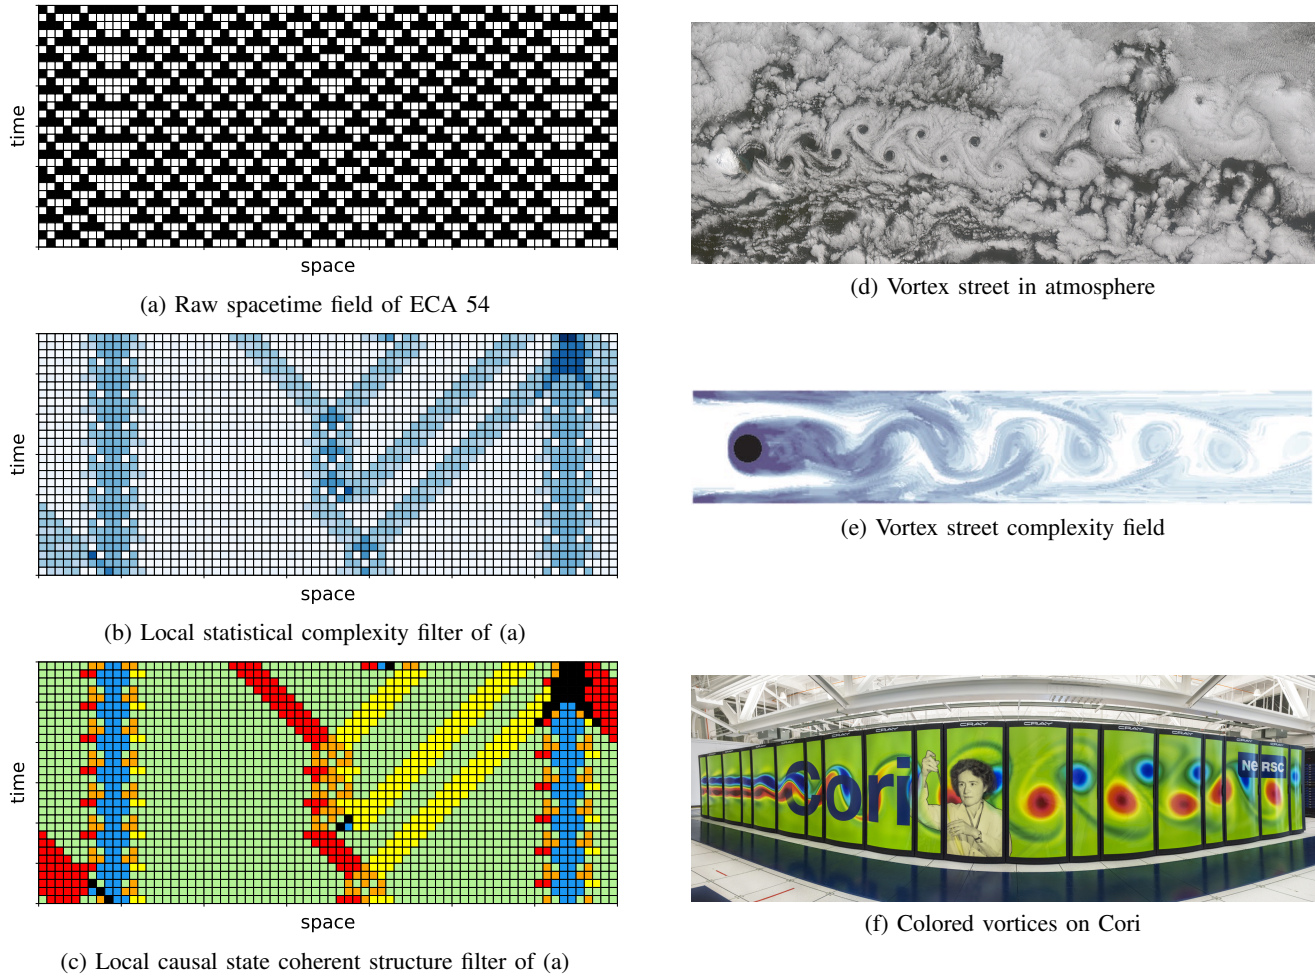 time
space
(a) Raw spacetime field of ECA 54
time
space
(b) Local statistical complexity filter of (a)
time
space
(c) Local causal state coherent structure filter of (a)
(d) Vortex street in atmosphere
(e) Vortex street complexity field
CRAY
Cori
NeRSC
(f) Colored vortices on Cori